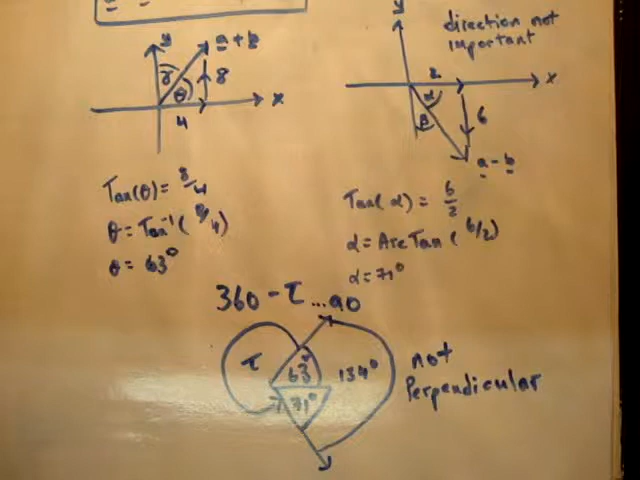 y
a + b
γ
θ
8
x
4
Tan(θ) = 8/4
θ = Tan⁻¹(8/4)
θ = 63°
direction not
important
2
x
α
β
6
a - b
Tan(α) = 6/2
α = ArcTan(6/2)
α = 71°
360 - τ ... 90
τ
63°
134°
71°
not
Perpendicular